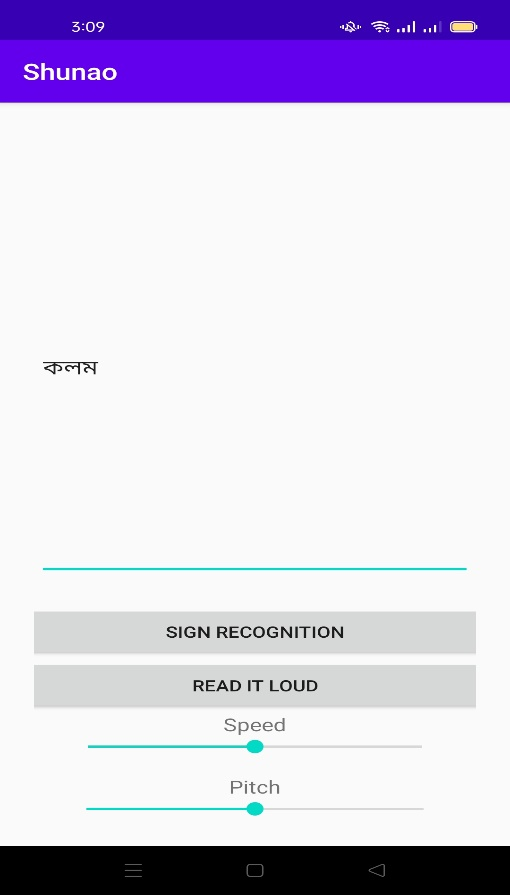 3:09
Shunao
কলম
SIGN RECOGNITION
READ IT LOUD
Speed
Pitch